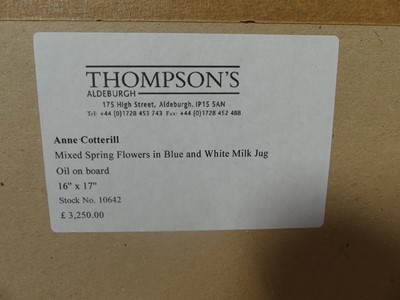 THOMPSON'S
ALDEBURGH
175 High Street, Aldeburgh, IP15 5AN
Tel: +44 (0)1728 453 743 Fax: +44 (0)1728 452 488
Anne Cotterill
Mixed Spring Flowers in Blue and White Milk Jug
Oil on board
16" x 17"
Stock No. 10642
£ 3,250.00